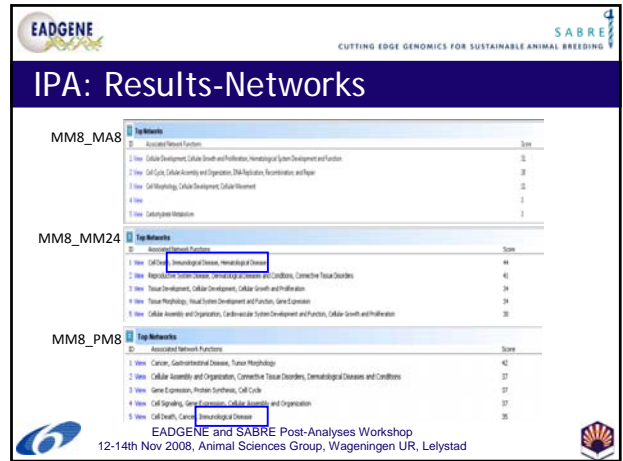 EADGENE
SABRE
CUTTING EDGE GENOMICS FOR SUSTAINABLE ANIMAL BREEDING
IPA: Results-Networks
MM8_MA8
Top Networks
ID Associated Network Functions Score
1 View Cellular Development, Cellular Growth and Proliferation, Hematological System Development and Function
2 View Cell Cycle, Cellular Assembly and Organization, DNA Replication, Recombination, and Repair
3 View Cell Morphology, Cellular Development, Cellular Movement
4 View
5 View Carbohydrate Metabolism
MM8_MM24
Top Networks
ID Associated Network Functions Score
1 View Cell Death, Immunological Disease, Hematological Disease 44
2 View Reproductive System Disease, Dermatological Diseases and Conditions, Connective Tissue Disorders 41
3 View Tissue Development, Cellular Development, Cellular Growth and Proliferation 34
4 View Tissue Morphology, Visual System Development and Function, Gene Expression 34
5 View Cellular Assembly and Organization, Cardiovascular System Development and Function, Cellular Growth and Proliferation 30
MM8_PM8
Top Networks
ID Associated Network Functions Score
1 View Cancer, Gastrointestinal Disease, Tumor Morphology 42
2 View Cellular Assembly and Organization, Connective Tissue Disorders, Dermatological Diseases and Conditions 37
3 View Gene Expression, Protein Synthesis, Cell Cycle 37
4 View Cell Signaling, Gene Expression, Cellular Assembly and Organization 37
5 View Cell Death, Cancer, Immunological Disease 35
EADGENE and SABRE Post-Analyses Workshop
12-14th Nov 2008, Animal Sciences Group, Wageningen UR, Lelystad